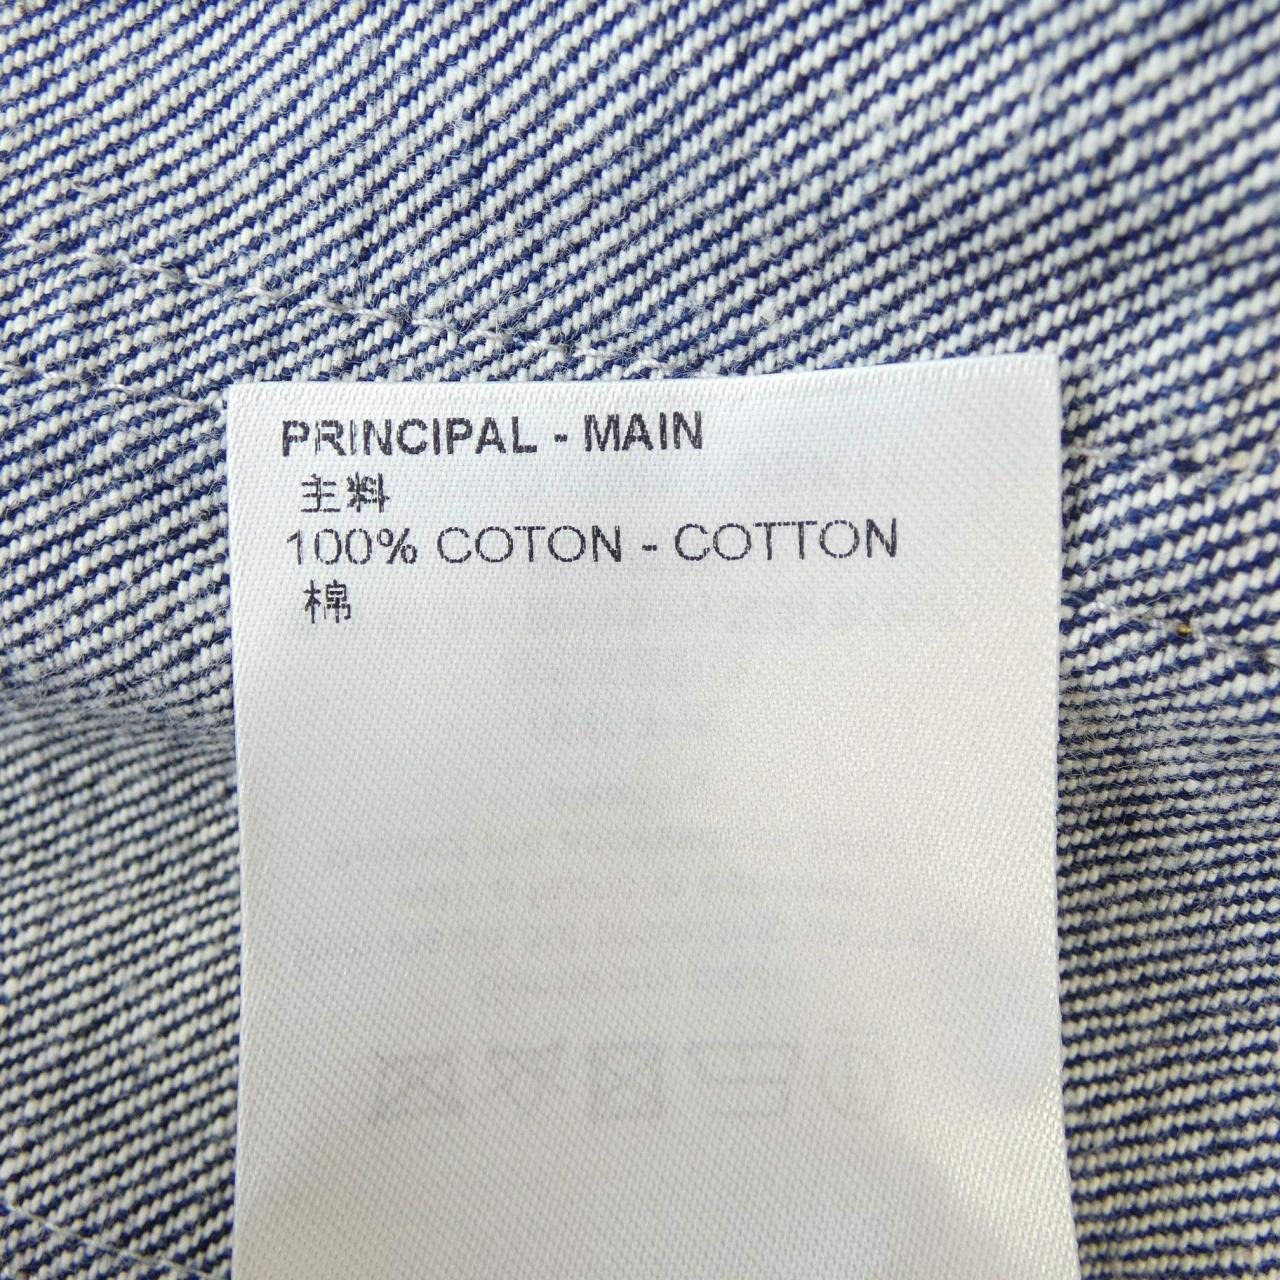 PRINCIPAL - MAIN
主料
100% COTON - COTTON
棉